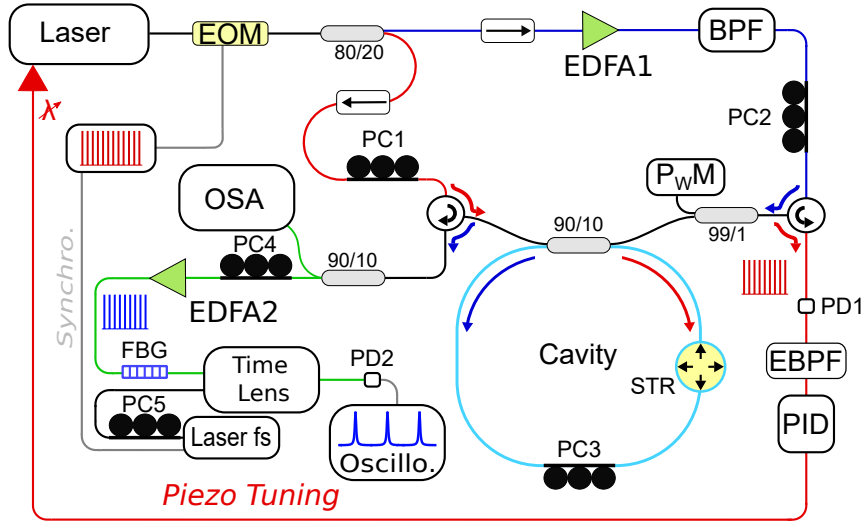 Laser
EOM
80/20
EDFA1
BPF
PC2
PC1
PWM
99/1
OSA
90/10
PC4
90/10
EDFA2
Synchro.
PD1
FBG
Time
Lens
PD2
Cavity
STR
EBPF
PC5
Laser fs
Oscillo.
PC3
PID
Piezo Tuning
λ